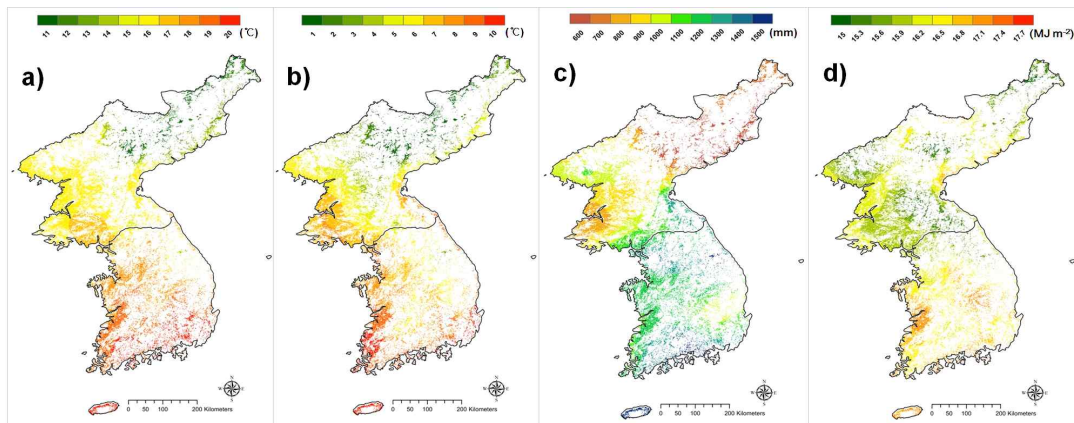 11 12 13 14 15 16 17 18 19 20 (℃)
a)
N
W E
S
0 50 100 200 Kilometers
1 2 3 4 5 6 7 8 9 10 (℃)
b)
N
W E
S
0 50 100 200 Kilometers
600 700 800 900 1000 1100 1200 1300 1400 1500 (mm)
c)
N
W E
S
0 50 100 200 Kilometers
15 15.3 15.6 15.9 16.2 16.5 16.8 17.1 17.4 17.7 (MJ m⁻²)
d)
N
W E
S
0 50 100 200 Kilometers